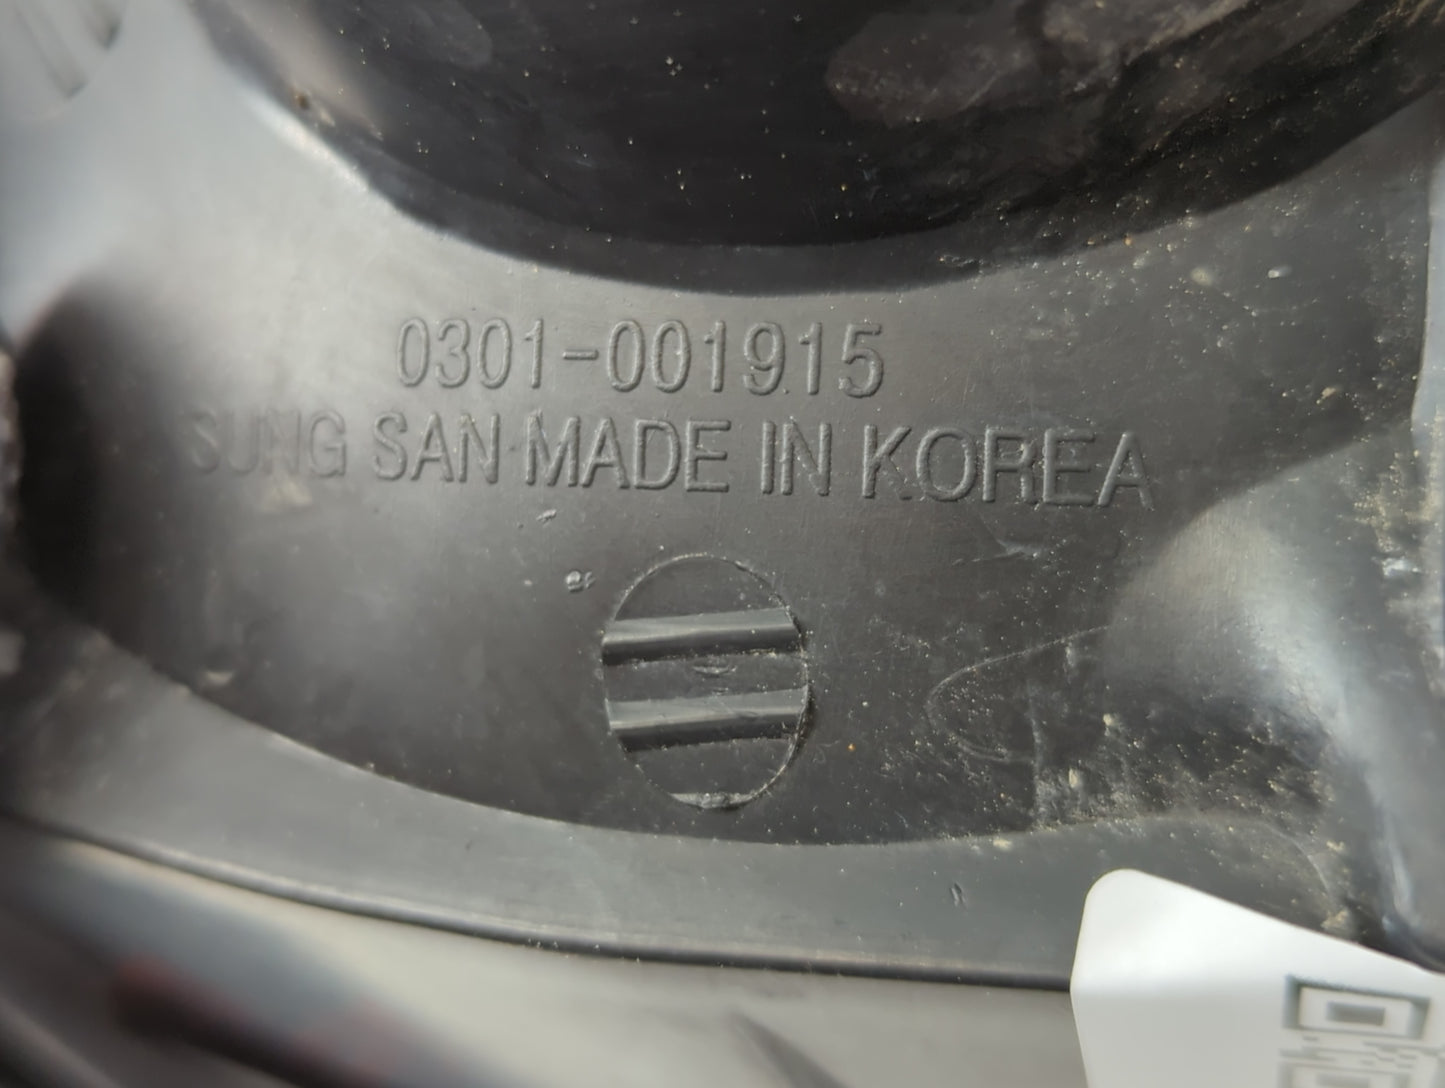 0301-001915
SUNG SAN MADE IN KOREA